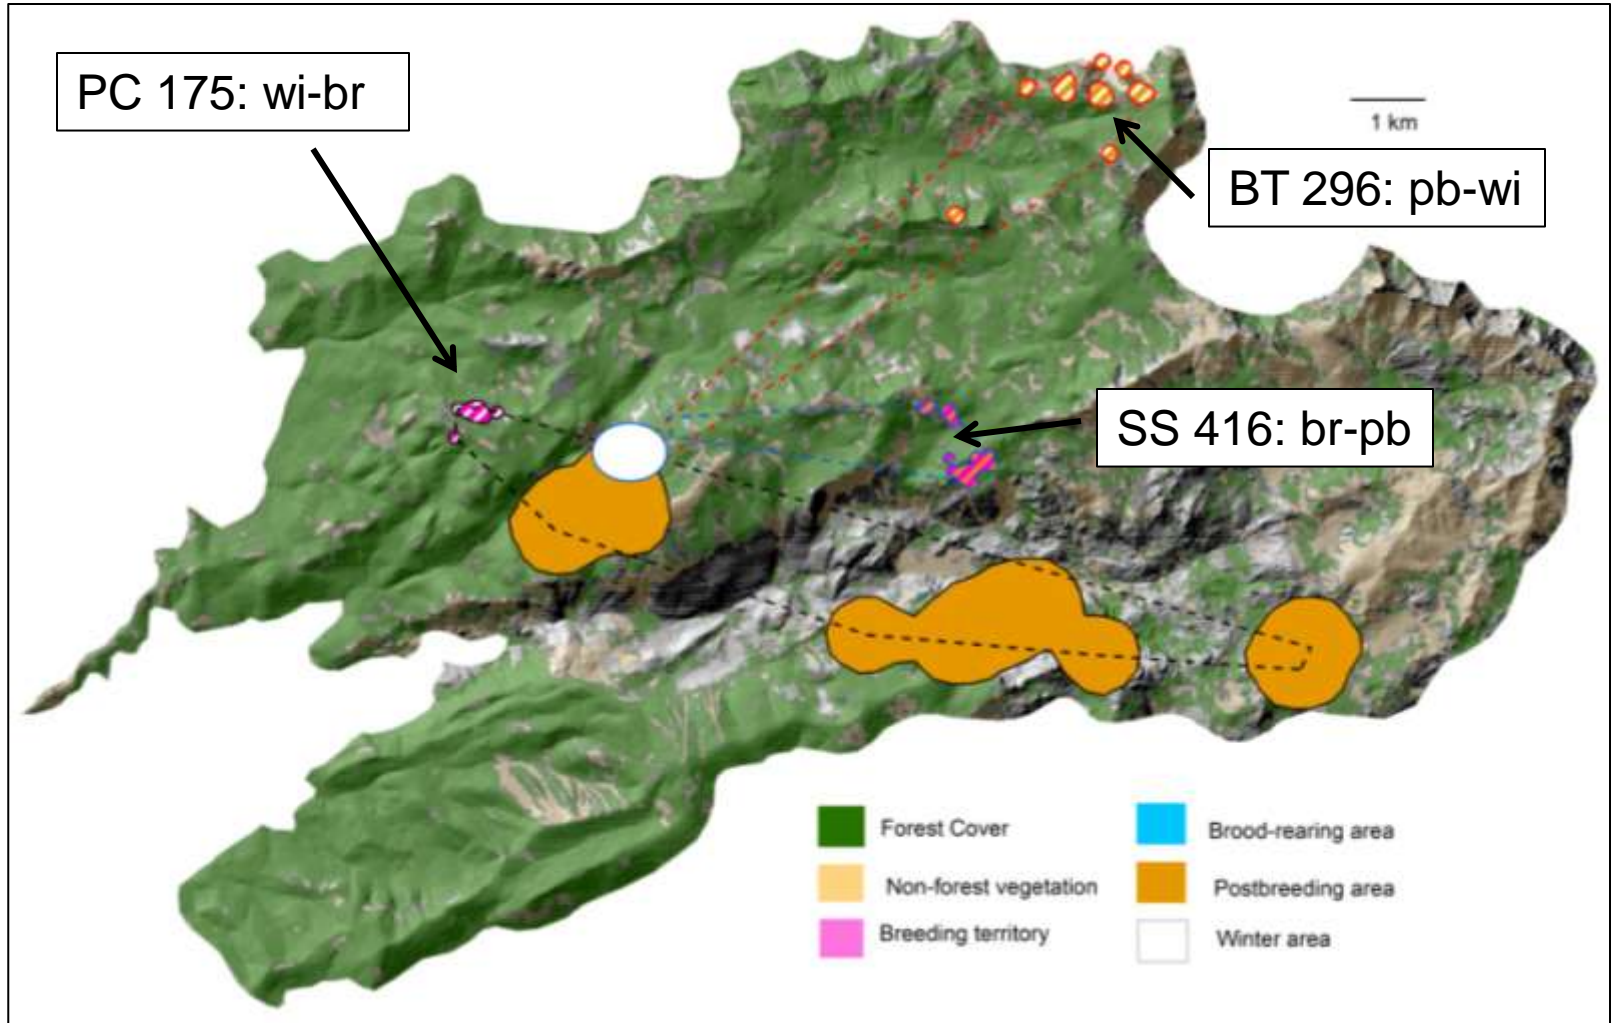 PC 175: wi-br
1 km
BT 296: pb-wi
SS 416: br-pb
Forest Cover
Brood-rearing area
Non-forest vegetation
Postbreeding area
Breeding territory
Winter area